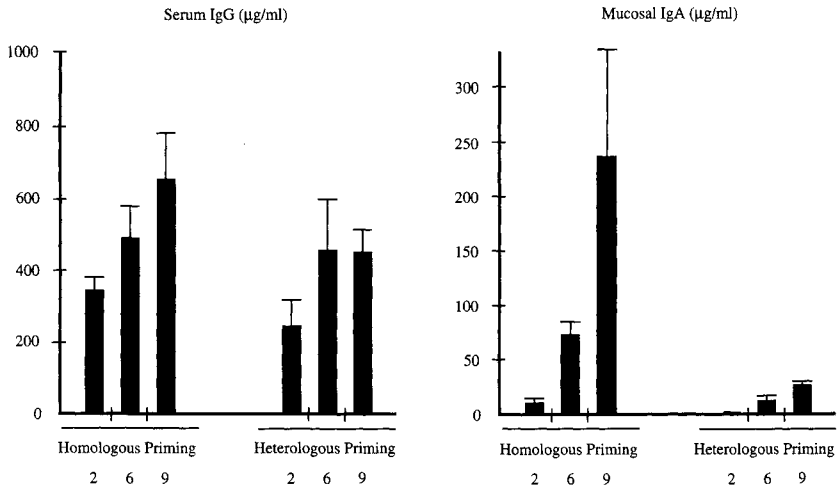 Serum IgG (µg/ml)
1000
800
600
400
200
0
Homologous Priming
Heterologous Priming
2 6 9
2 6 9
Mucosal IgA (µg/ml)
300
250
200
150
100
50
0
Homologous Priming
Heterologous Priming
2 6 9
2 6 9